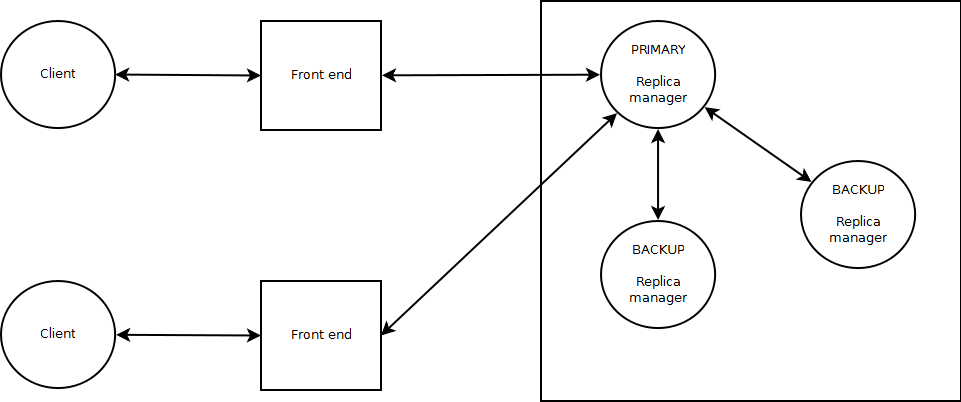 Client
Front end
PRIMARY
Replica
manager
BACKUP
Replica
manager
BACKUP
Replica
manager
Client
Front end